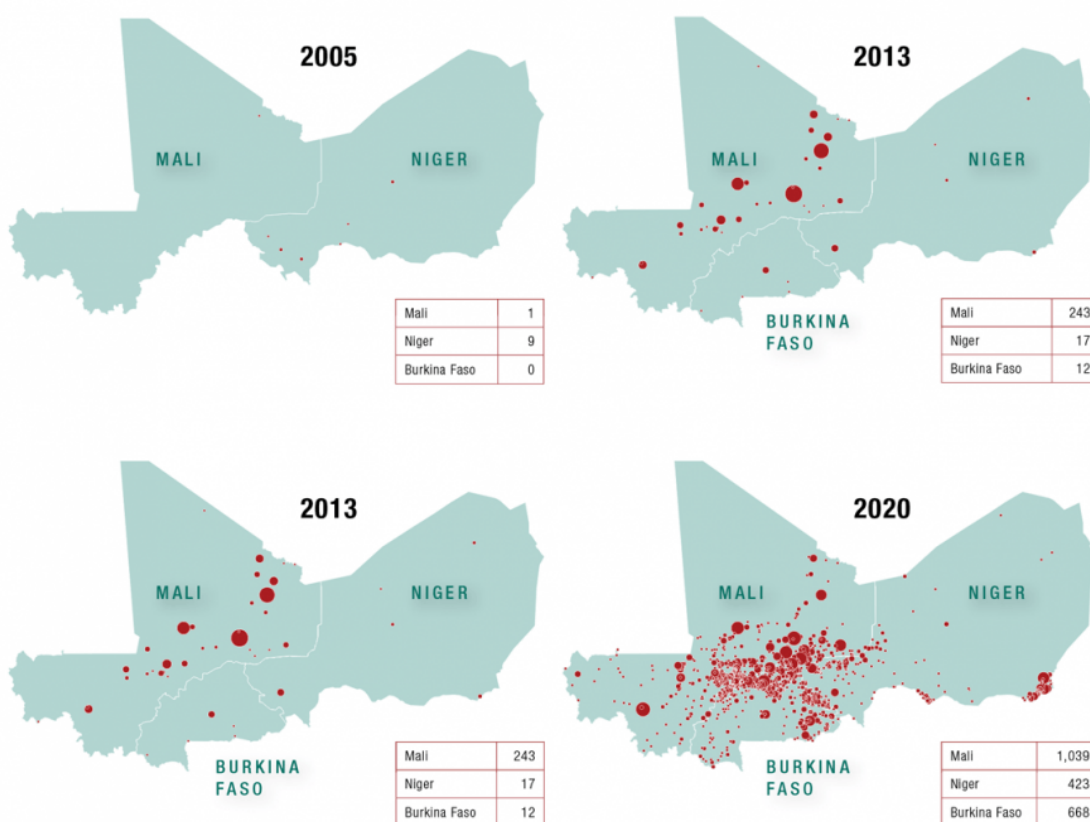 2005
MALI
NIGER
Mali 1
Niger 9
Burkina Faso 0
2013
MALI
NIGER
BURKINA
FASO
Mali 243
Niger 17
Burkina Faso 12
2013
MALI
NIGER
BURKINA
FASO
Mali 243
Niger 17
Burkina Faso 12
2020
MALI
NIGER
BURKINA
FASO
Mali 1,039
Niger 423
Burkina Faso 668